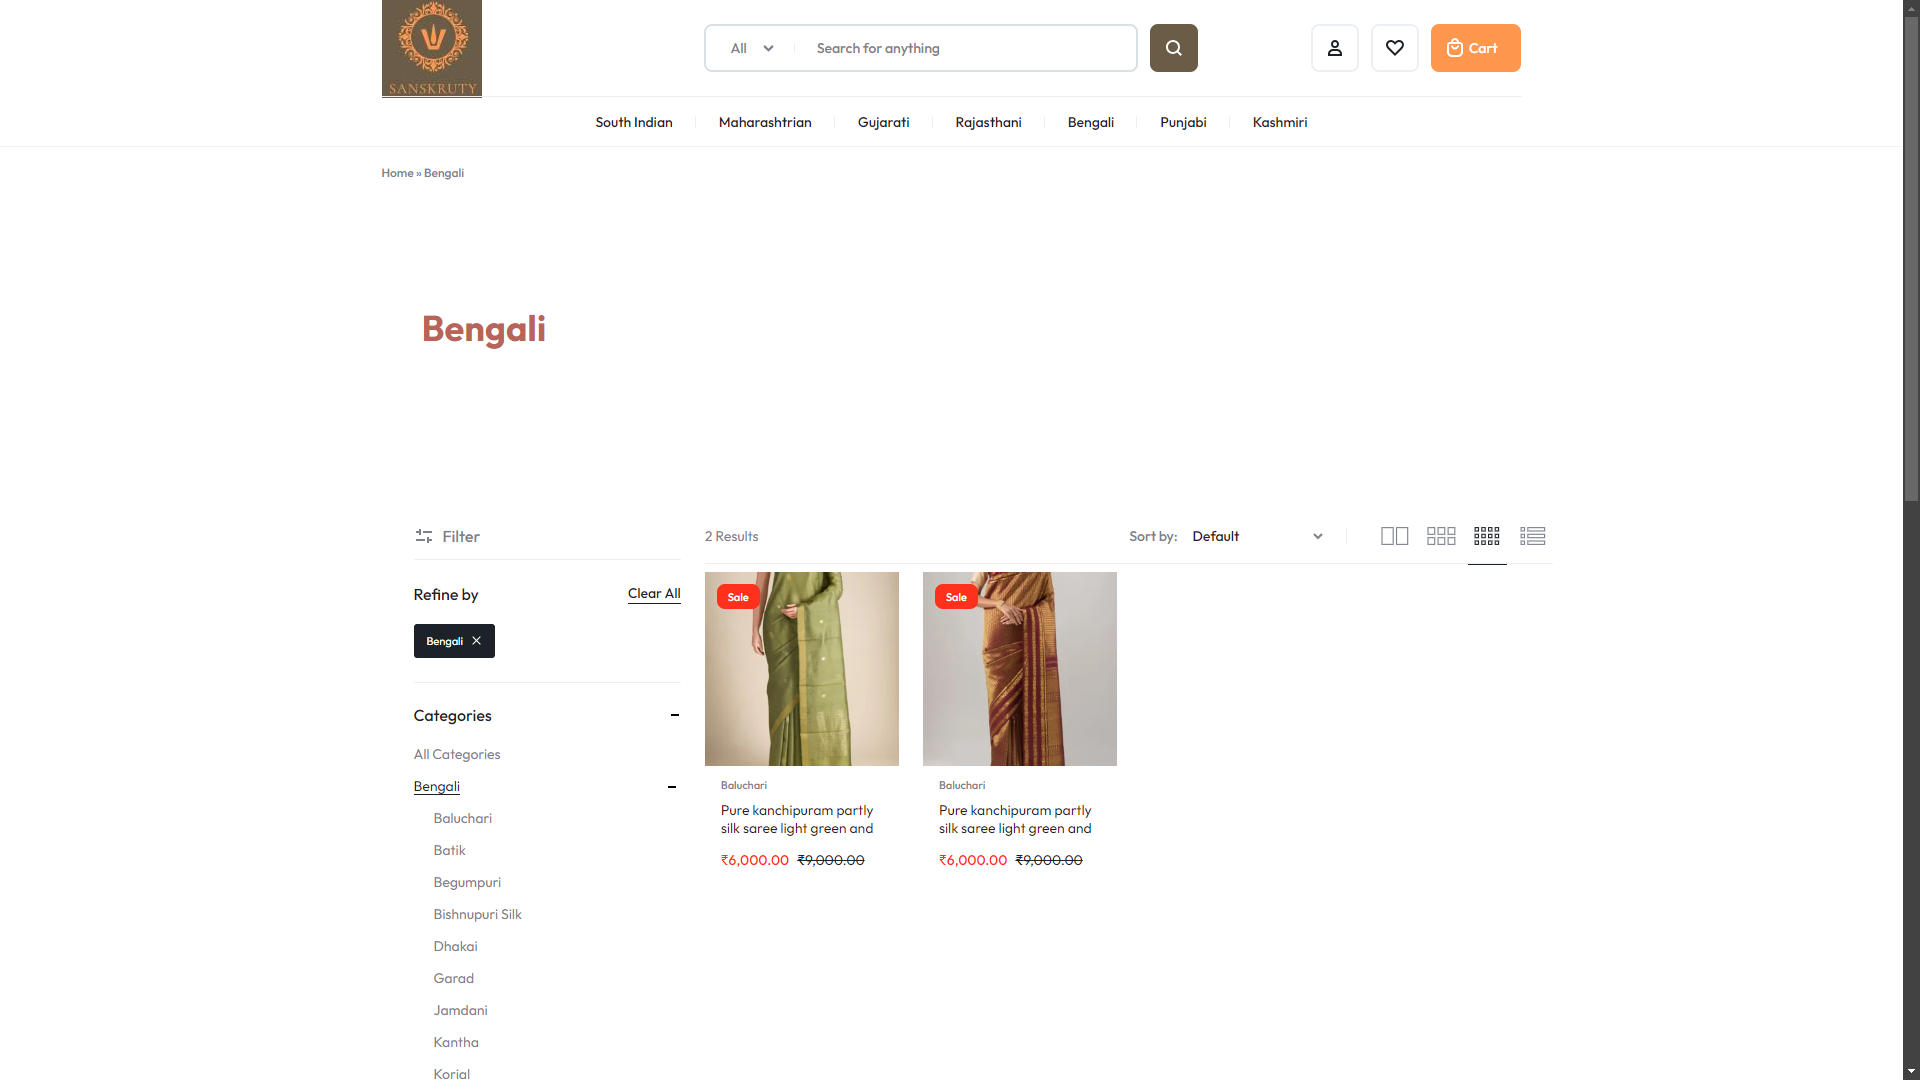 SANSKRUTY
All
Search for anything
Cart
South Indian
Maharashtrian
Gujarati
Rajasthani
Bengali
Punjabi
Kashmiri
Home » Bengali
Bengali
Filter
2 Results
Sort by: Default
Refine by
Clear All
Bengali
Categories
All Categories
Bengali
Baluchari
Batik
Begumpuri
Bishnupuri Silk
Dhakai
Garad
Jamdani
Kantha
Korial
Sale
Baluchari
Pure kanchipuram partly
silk saree light green and
₹6,000.00 ₹9,000.00
Sale
Baluchari
Pure kanchipuram partly
silk saree light green and
₹6,000.00 ₹9,000.00